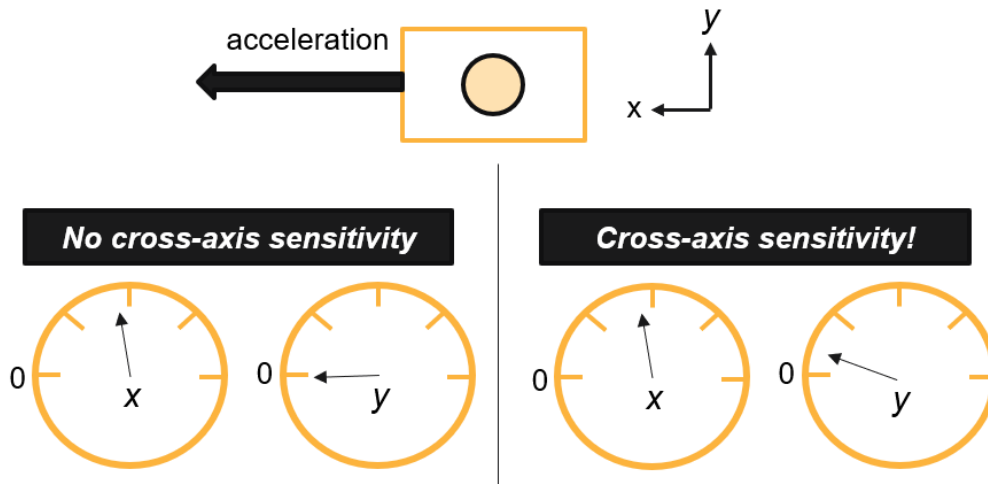 acceleration
y
x
No cross-axis sensitivity
Cross-axis sensitivity!
0
x
0
y
0
x
0
y